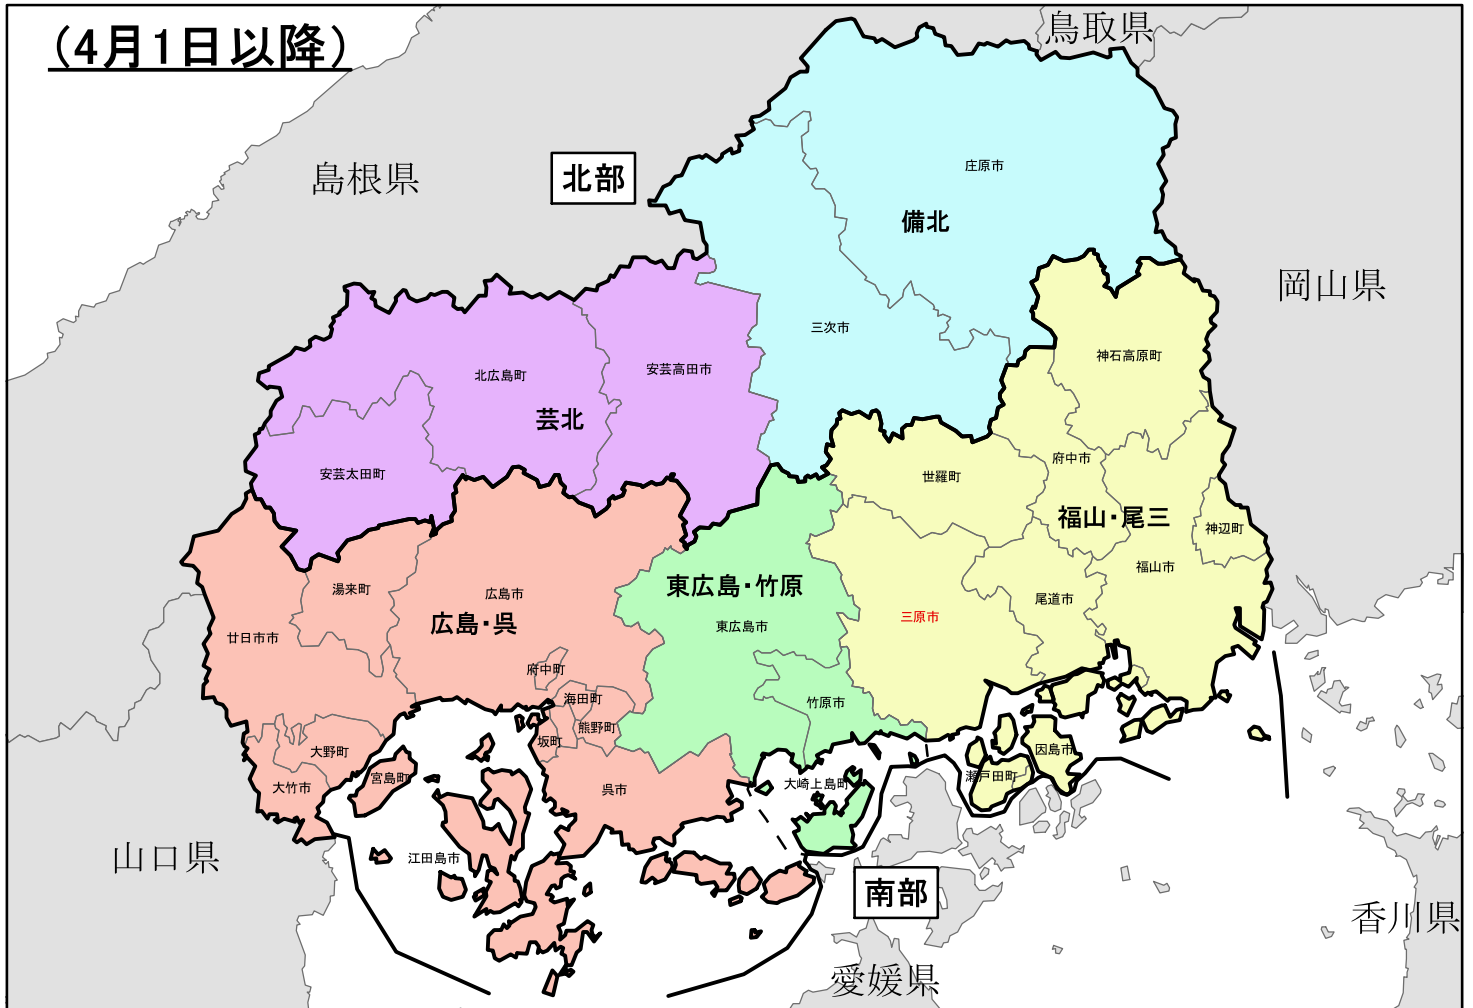 (4月1日以降)
鳥取県
島根県
北部
庄原市
備北
岡山県
三次市
神石高原町
北広島町
安芸高田市
芸北
安芸太田町
世羅町
府中市
福山・尾三
神辺町
福山市
湯来町
広島市
東広島・竹原
尾道市
広島・呉
東広島市
三原市
廿日市市
府中町
海田町
竹原市
熊野町
坂町
大野町
因島市
宮島町
瀬戸田町
大竹市
呉市
大崎上島町
山口県
江田島市
南部
香川県
愛媛県